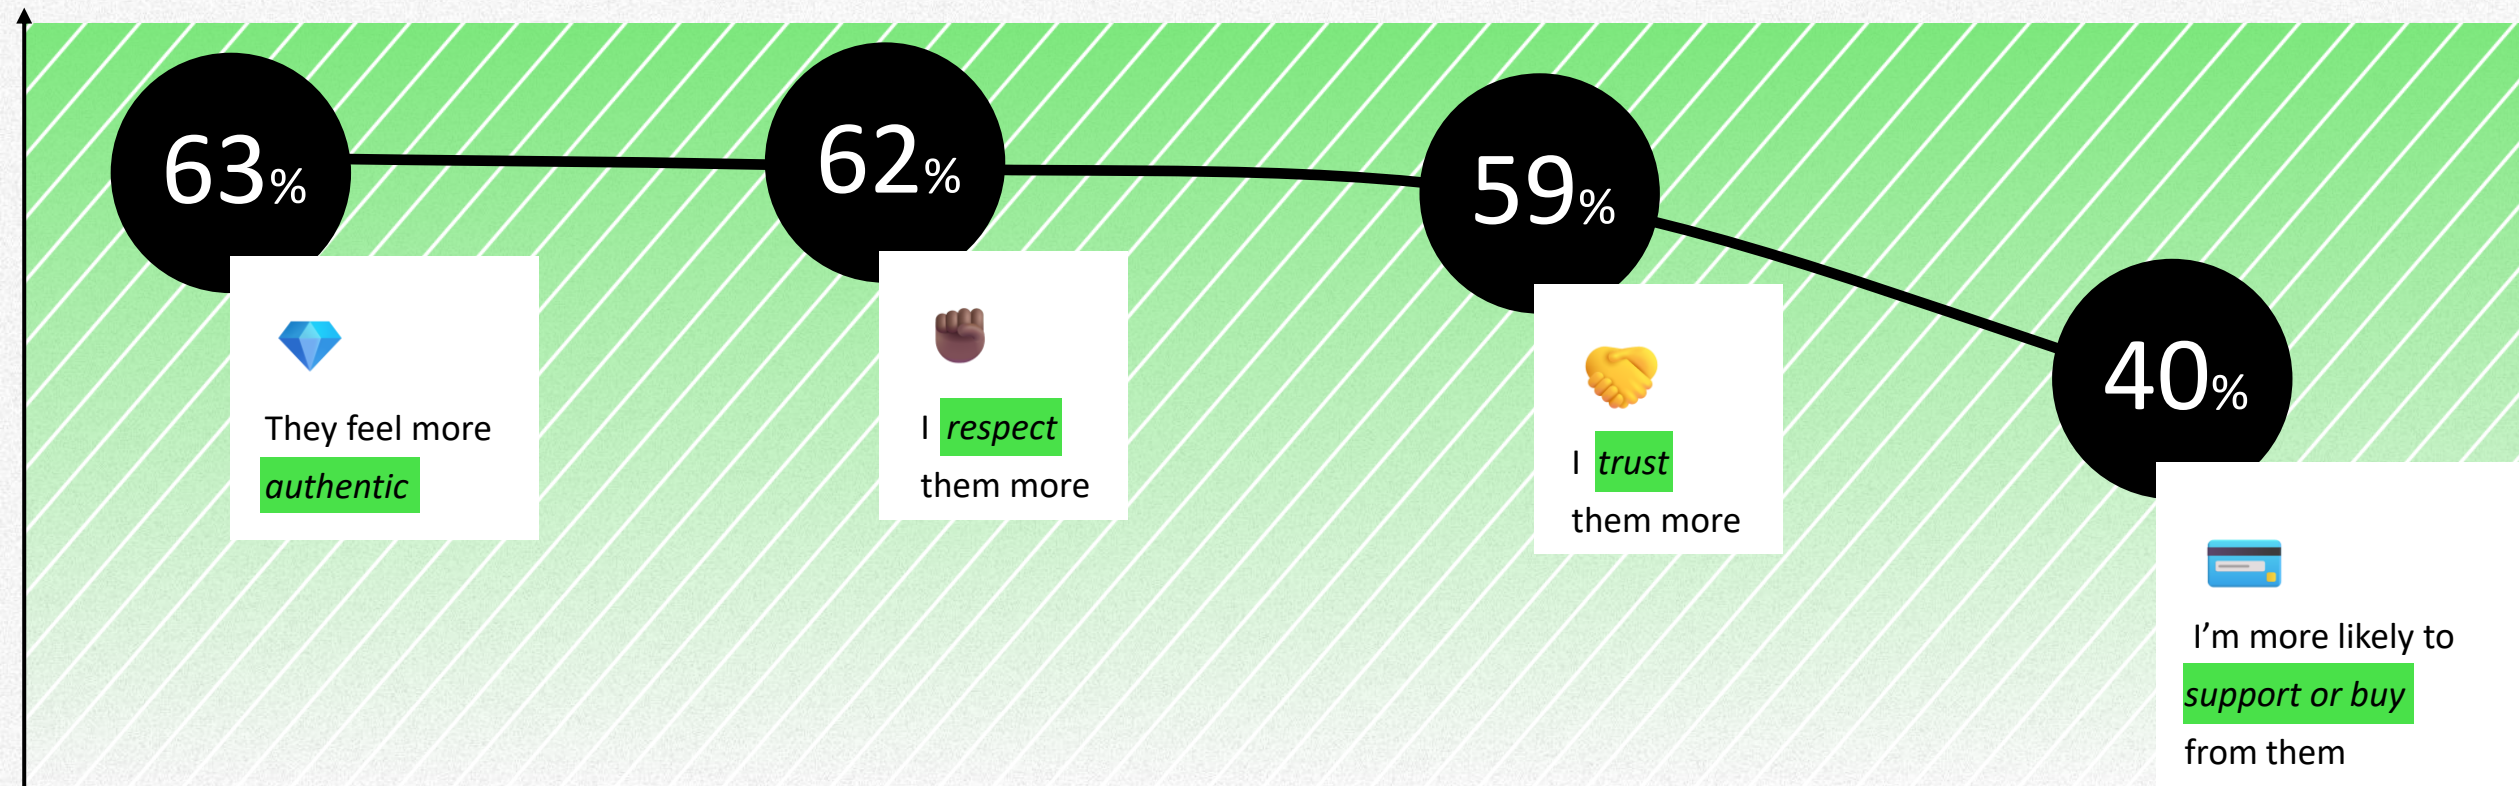 63%
62%
59%
40%
They feel more
authentic
I respect
them more
I trust
them more
I’m more likely to
support or buy
from them